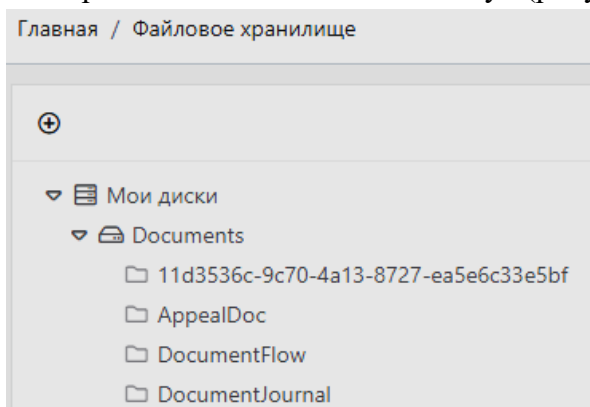 Главная / Файловое хранилище
Мои диски
Documents
11d3536c-9c70-4a13-8727-ea5e6c33e5bf
AppealDoc
DocumentFlow
DocumentJournal